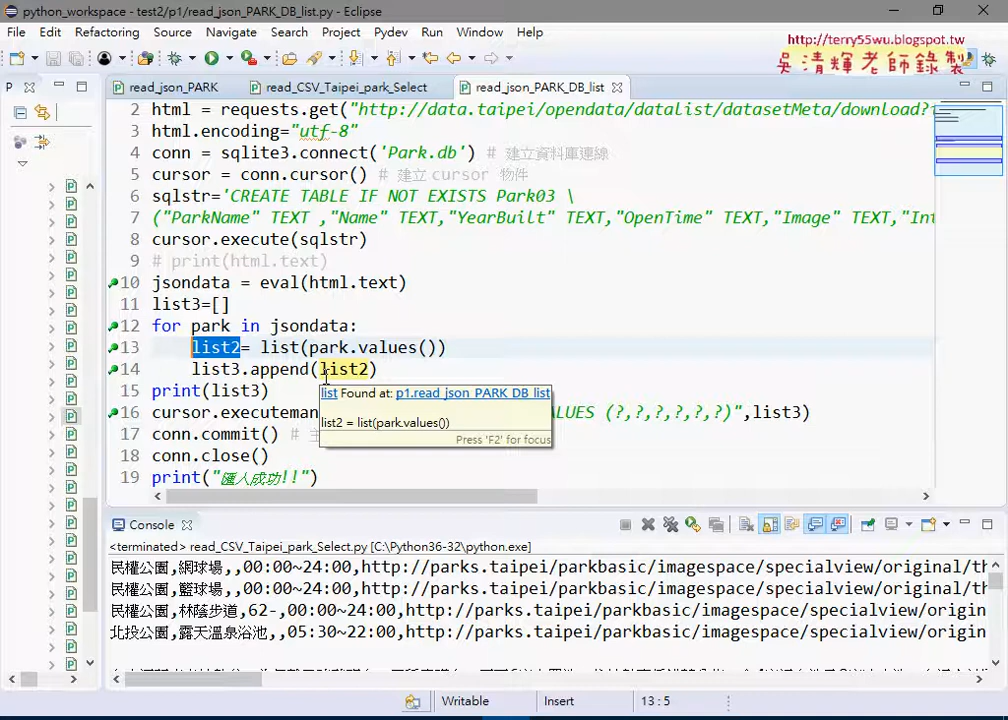 python_workspace - test2/p1/read_json_PARK_DB_list.py - Eclipse
File Edit Refactoring Source Navigate Search Project Pydev Run Window Help
http://terry55wu.blogspot.tw
吳清輝老師錄製
P
read_json_PARK
read_CSV_Taipei_park_Select
read_json_PARK_DB_list
2 html = requests.get("http://data.taipei/opendata/datalist/datasetMeta/download?
3 html.encoding="utf-8"
4 conn = sqlite3.connect('Park.db') # 建立資料庫連線
5 cursor = conn.cursor() # 建立 cursor 物件
6 sqlstr='CREATE TABLE IF NOT EXISTS Park03 \
7 ("ParkName" TEXT ,"Name" TEXT,"YearBuilt" TEXT,"OpenTime" TEXT,"Image" TEXT,"Int
8 cursor.execute(sqlstr)
9 # print(html.text)
10 jsondata = eval(html.text)
11 list3=[]
12 for park in jsondata:
13 list2= list(park.values())
14 list3.append(list2)
15 print(list3)
16 cursor.executeman ALUES (?,?,?,?,?,?)",list3)
17 conn.commit() # 主
18 conn.close()
19 print("匯入成功!!")
list Found at: p1.read_json_PARK_DB_list
list2 = list(park.values())
Press 'F2' for focus
Console
<terminated> read_CSV_Taipei_park_Select.py [C:\Python36-32\python.exe]
民權公園,網球場,,00:00~24:00,http://parks.taipei/parkbasic/imagespace/specialview/original/th
民權公園,籃球場,,00:00~24:00,http://parks.taipei/parkbasic/imagespace/specialview/original/th
民權公園,林蔭步道,62-,00:00~24:00,http://parks.taipei/parkbasic/imagespace/specialview/origin
北投公園,露天溫泉浴池,,05:30~22:00,http://parks.taipei/parkbasic/imagespace/specialview/origin
Writable Insert 13 : 5